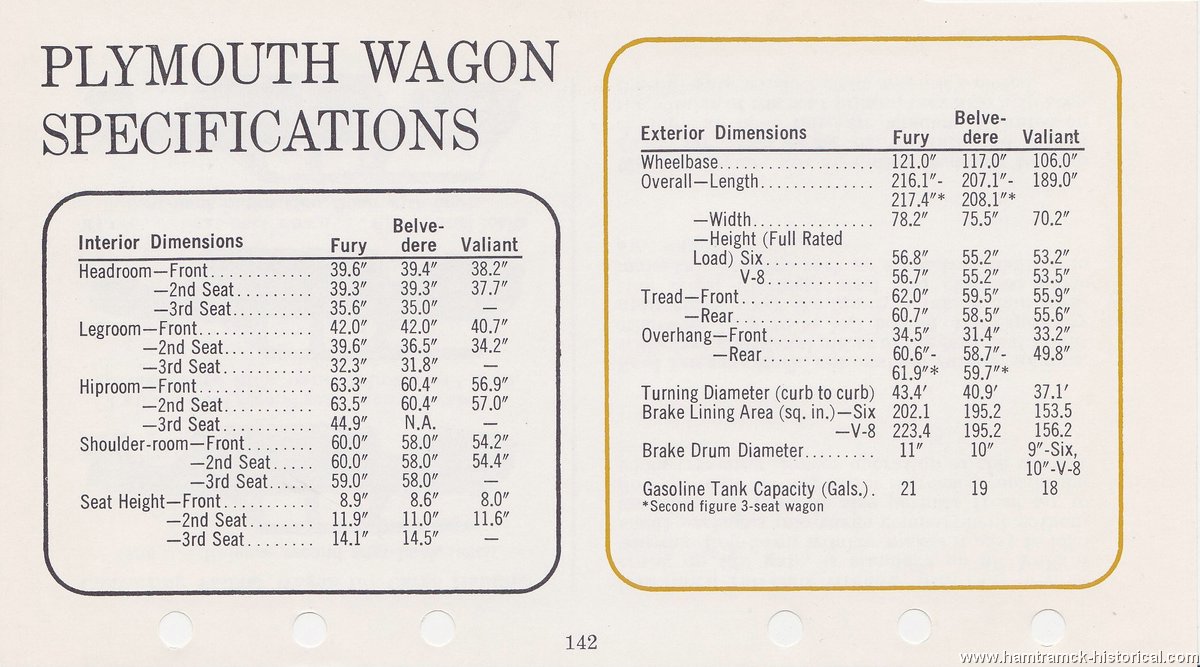 PLYMOUTH WAGON
SPECIFICATIONS
Belve-
Interior Dimensions Fury dere Valiant
Headroom—Front............ 39.6″ 39.4″ 38.2″
—2nd Seat......... 39.3″ 39.3″ 37.7″
—3rd Seat......... 35.6″ 35.0″ —
Legroom—Front............. 42.0″ 42.0″ 40.7″
—2nd Seat.......... 39.6″ 36.5″ 34.2″
—3rd Seat.......... 32.3″ 31.8″ —
Hiproom—Front............. 63.3″ 60.4″ 56.9″
—2nd Seat.......... 63.5″ 60.4″ 57.0″
—3rd Seat.......... 44.9″ N.A. —
Shoulder-room—Front........ 60.0″ 58.0″ 54.2″
—2nd Seat..... 60.0″ 58.0″ 54.4″
—3rd Seat...... 59.0″ 58.0″ —
Seat Height—Front........... 8.9″ 8.6″ 8.0″
—2nd Seat........ 11.9″ 11.0″ 11.6″
—3rd Seat........ 14.1″ 14.5″ —
Belve-
Exterior Dimensions Fury dere Valiant
Wheelbase................... 121.0″ 117.0″ 106.0″
Overall—Length.............. 216.1″- 207.1″- 189.0″
217.4″* 208.1″*
—Width............... 78.2″ 75.5″ 70.2″
—Height (Full Rated
Load) Six............. 56.8″ 55.2″ 53.2″
V-8............. 56.7″ 55.2″ 53.5″
Tread—Front................ 62.0″ 59.5″ 55.9″
—Rear................. 60.7″ 58.5″ 55.6″
Overhang—Front............. 34.5″ 31.4″ 33.2″
—Rear.............. 60.6″- 58.7″- 49.8″
61.9″* 59.7″*
Turning Diameter (curb to curb) 43.4′ 40.9′ 37.1′
Brake Lining Area (sq. in.)—Six 202.1 195.2 153.5
—V-8 223.4 195.2 156.2
Brake Drum Diameter......... 11″ 10″ 9″-Six,
10″-V-8
Gasoline Tank Capacity (Gals.). 21 19 18
*Second figure 3-seat wagon
142
www.hamtramck-historical.com